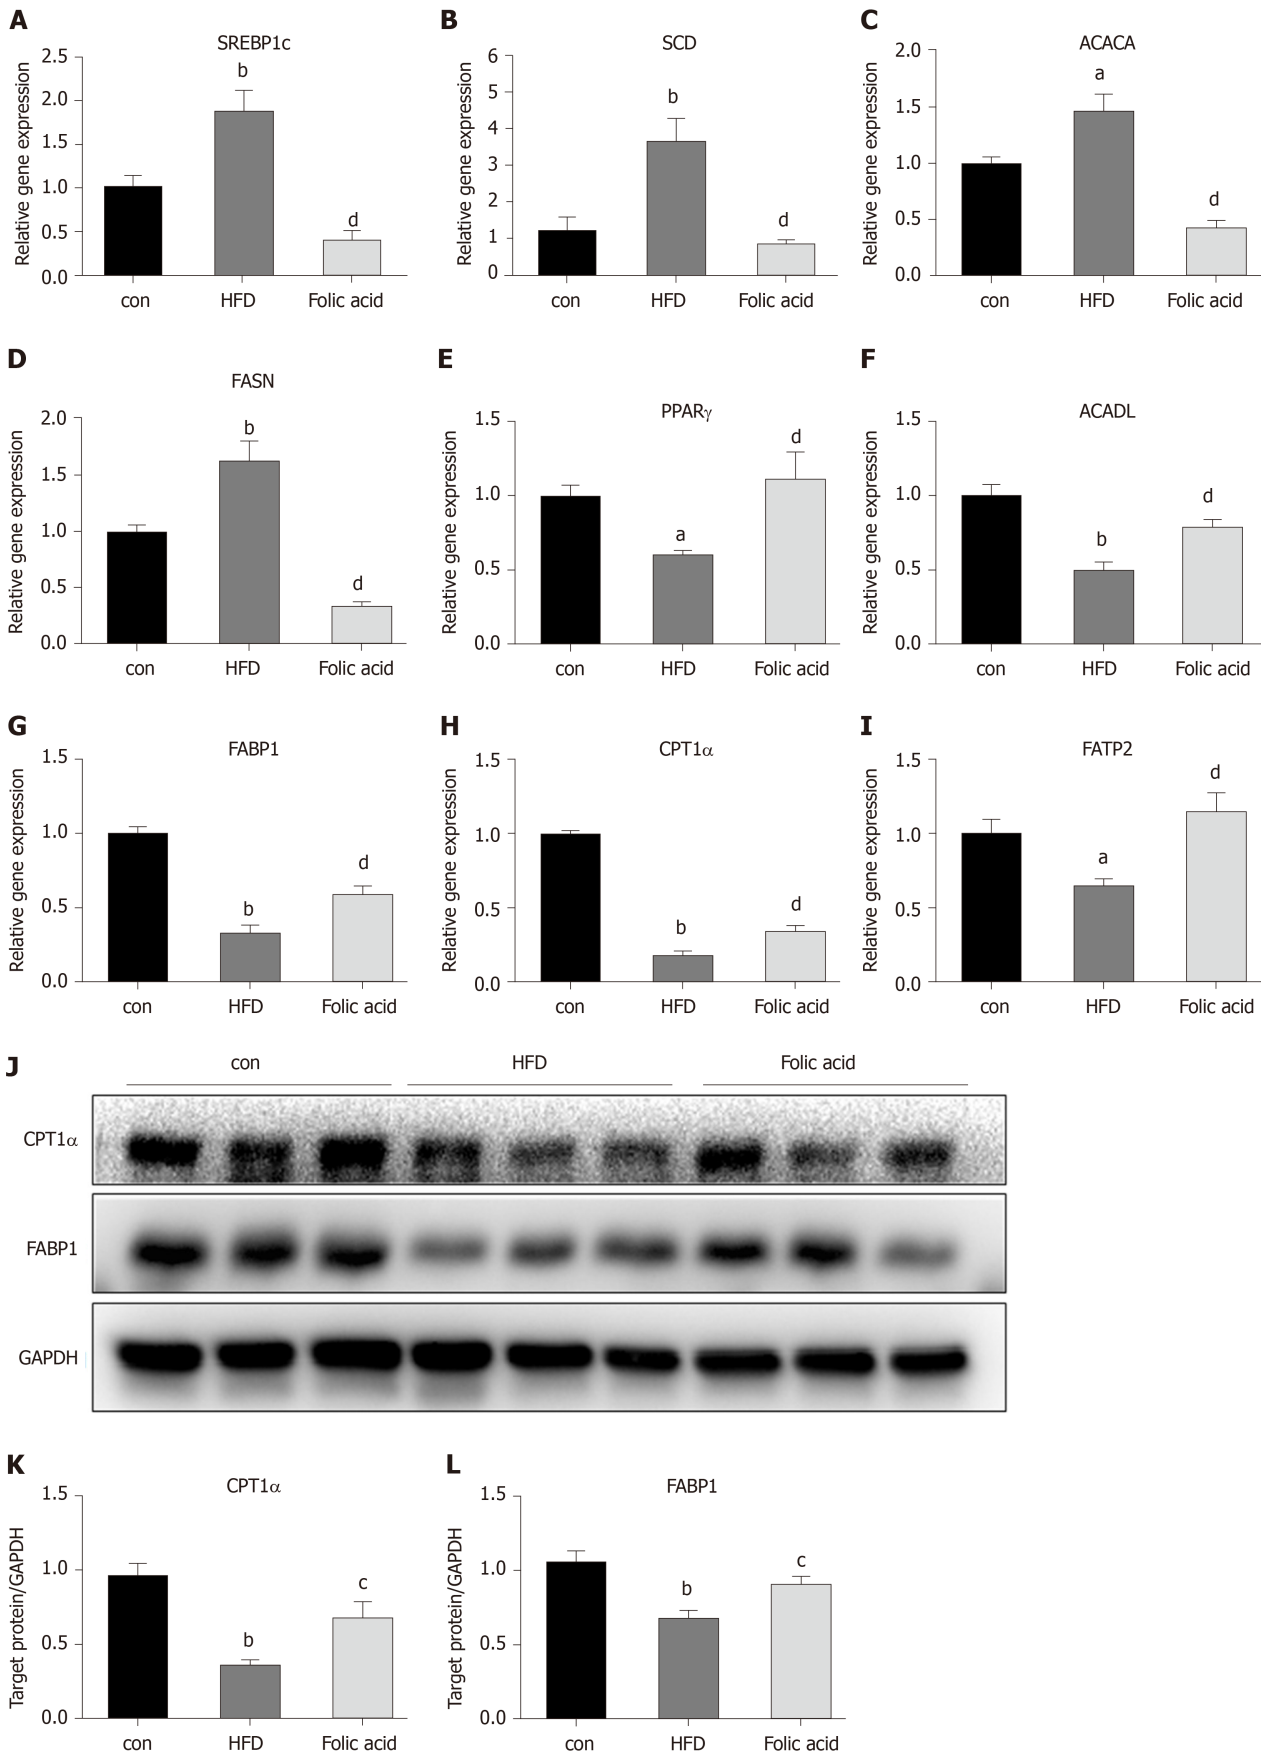 A
SREBP1c
Relative gene expression
2.5
2.0
1.5
1.0
0.5
0.0
b
d
con HFD Folic acid
B
SCD
Relative gene expression
6
5
4
3
2
1
0
b
d
con HFD Folic acid
C
ACACA
Relative gene expression
2.0
1.5
1.0
0.5
0.0
a
d
con HFD Folic acid
D
FASN
Relative gene expression
2.0
1.5
1.0
0.5
0.0
b
d
con HFD Folic acid
E
PPARγ
Relative gene expression
1.5
1.0
0.5
0.0
a
d
con HFD Folic acid
F
ACADL
Relative gene expression
1.5
1.0
0.5
0.0
b
d
con HFD Folic acid
G
FABP1
Relative gene expression
1.5
1.0
0.5
0.0
b
d
con HFD Folic acid
H
CPT1α
Relative gene expression
1.5
1.0
0.5
0.0
b
d
con HFD Folic acid
I
FATP2
Relative gene expression
1.5
1.0
0.5
0.0
a
d
con HFD Folic acid
J
con HFD Folic acid
CPT1α
FABP1
GAPDH
K
CPT1α
Target protein/GAPDH
1.5
1.0
0.5
0.0
b
c
con HFD Folic acid
L
FABP1
Target protein/GAPDH
1.5
1.0
0.5
0.0
b
c
con HFD Folic acid